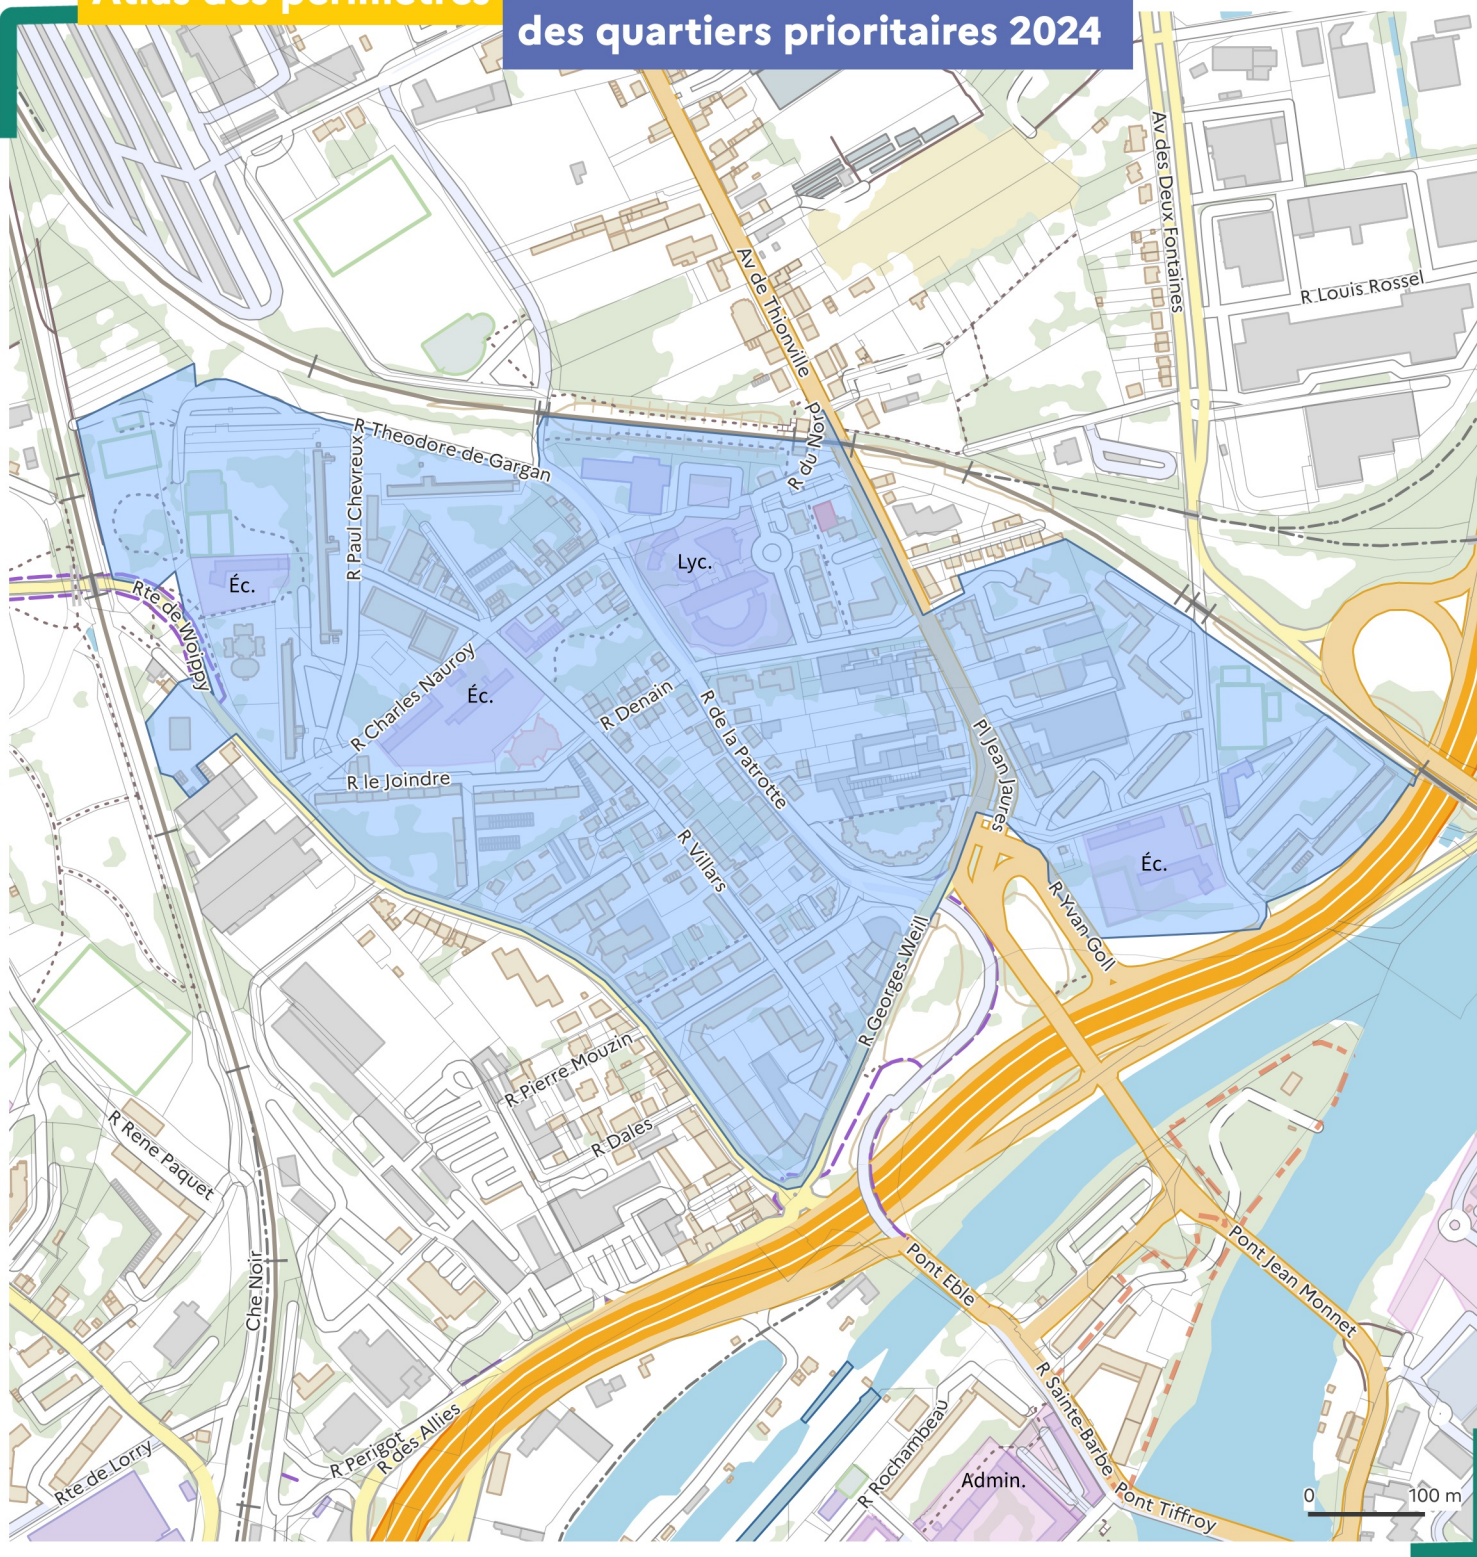 Atlas des périmètres
des quartiers prioritaires 2024
Av des Deux Fontaines
Av de Thionville
R Louis Rossel
R du Nord
R Theodore de Gargan
R Paul Chevreux
Lyc.
Éc.
Rte de Woippy
R Charles Nauroy
Éc.
R Denain
R de la Patrotte
Pl Jean Jaures
R le Joindre
R Villars
Éc.
R Yvan Goll
R Georges Weill
R Pierre Mouzin
R Dales
R Rene Paquet
Che Noir
Pont Eble
Pont Jean Monnet
R Sainte-Barbe
R Perigot
R des Allies
R Rochambeau
Rte de Lorry
Admin.
Pont Tiffroy
0 100 m